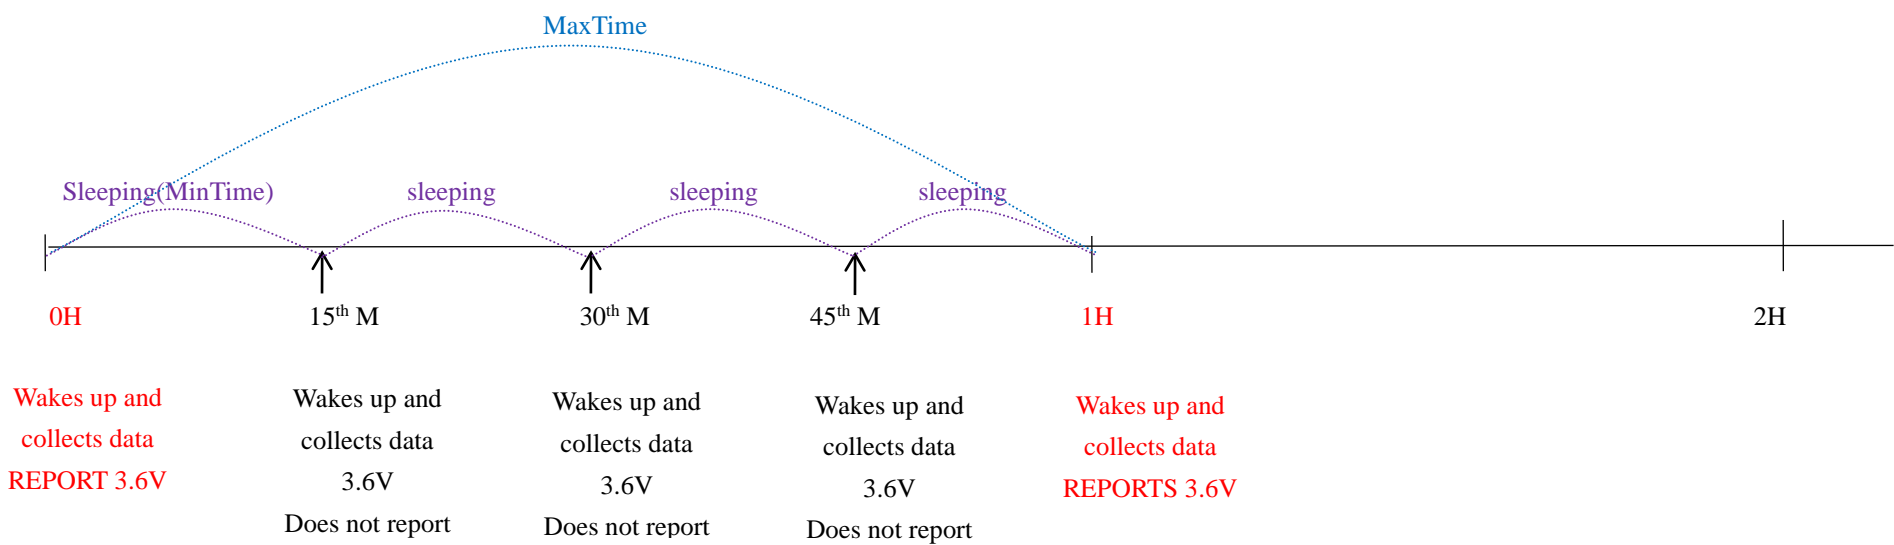 MaxTime
Sleeping(MinTime)
sleeping
sleeping
sleeping
0H
15th M
30th M
45th M
1H
2H
Wakes up and
collects data
REPORT 3.6V
Wakes up and
collects data
3.6V
Does not report
Wakes up and
collects data
3.6V
Does not report
Wakes up and
collects data
3.6V
Does not report
Wakes up and
collects data
REPORTS 3.6V